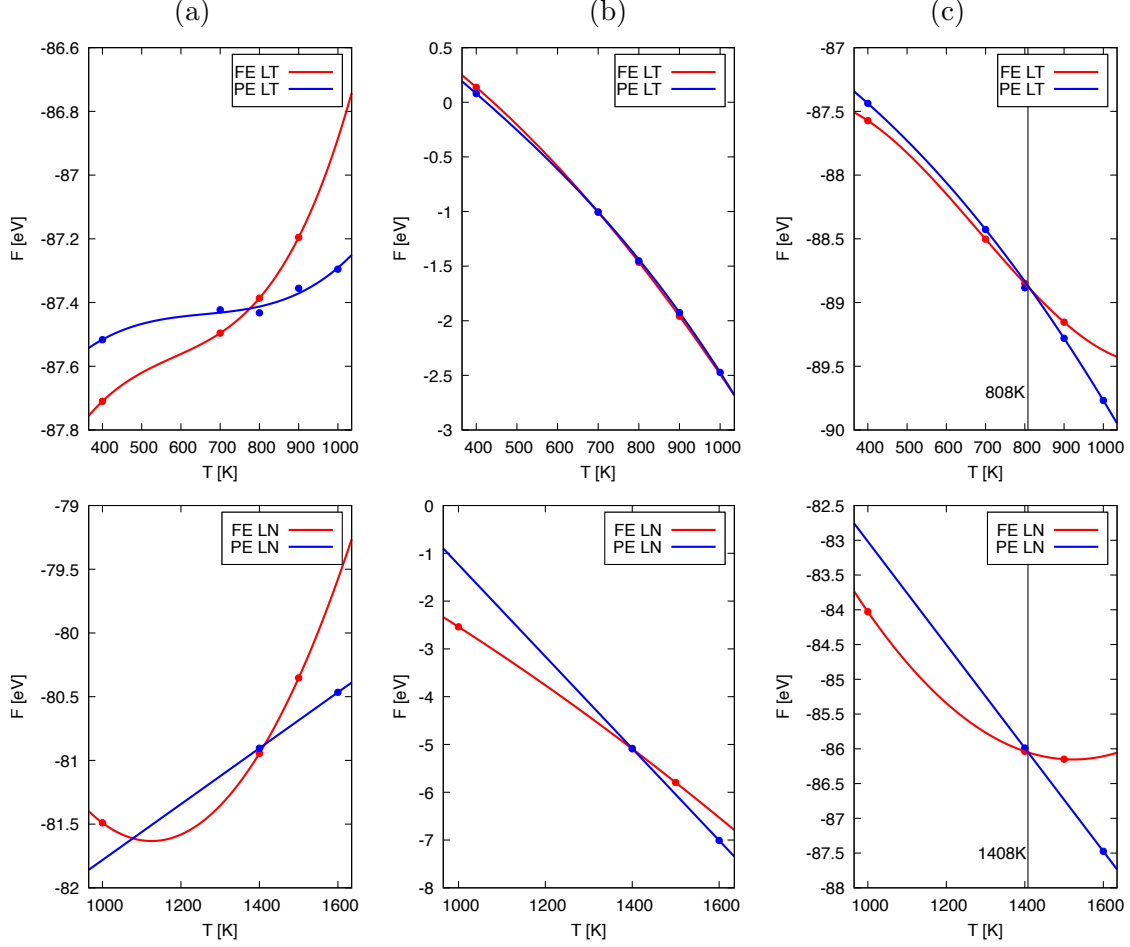 (a)
(b)
(c)
-86.6
-86.8
-87
-87.2
-87.4
-87.6
-87.8
F [eV]
FE LT
PE LT
400 500 600 700 800 900 1000
T [K]
0.5
0
-0.5
-1
-1.5
-2
-2.5
-3
F [eV]
FE LT
PE LT
400 500 600 700 800 900 1000
T [K]
-87
-87.5
-88
-88.5
-89
-89.5
-90
F [eV]
FE LT
PE LT
808K
400 500 600 700 800 900 1000
T [K]
-79
-79.5
-80
-80.5
-81
-81.5
-82
F [eV]
FE LN
PE LN
1000 1200 1400 1600
T [K]
0
-1
-2
-3
-4
-5
-6
-7
-8
F [eV]
FE LN
PE LN
1000 1200 1400 1600
T [K]
-82.5
-83
-83.5
-84
-84.5
-85
-85.5
-86
-86.5
-87
-87.5
-88
F [eV]
FE LN
PE LN
1408K
1000 1200 1400 1600
T [K]